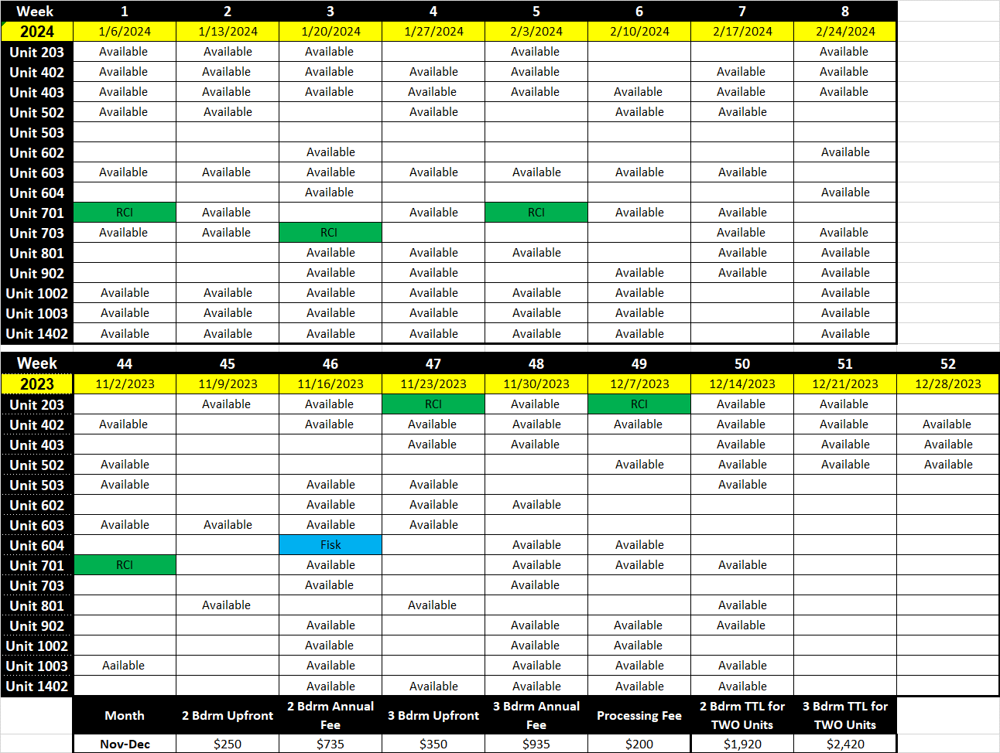 Week 1 2 3 4 5 6 7 8
2024 1/6/2024 1/13/2024 1/20/2024 1/27/2024 2/3/2024 2/10/2024 2/17/2024 2/24/2024
Unit 203 Available Available Available Available Available
Unit 402 Available Available Available Available Available Available Available
Unit 403 Available Available Available Available Available Available Available Available
Unit 502 Available Available Available Available Available
Unit 503
Unit 602 Available Available
Unit 603 Available Available Available Available Available Available Available
Unit 604 Available Available
Unit 701 RCI Available Available RCI Available Available
Unit 703 Available Available RCI Available Available
Unit 801 Available Available Available Available Available
Unit 902 Available Available Available Available Available
Unit 1002 Available Available Available Available Available Available Available
Unit 1003 Available Available Available Available Available Available Available
Unit 1402 Available Available Available Available Available Available Available
Week 44 45 46 47 48 49 50 51 52
2023 11/2/2023 11/9/2023 11/16/2023 11/23/2023 11/30/2023 12/7/2023 12/14/2023 12/21/2023 12/28/2023
Unit 203 Available Available RCI Available RCI Available Available
Unit 402 Available Available Available Available Available Available Available Available
Unit 403 Available Available Available Available Available
Unit 502 Available Available Available Available Available
Unit 503 Available Available Available Available
Unit 602 Available Available Available
Unit 603 Available Available Available Available
Unit 604 Fisk Available Available
Unit 701 RCI Available Available Available Available
Unit 703 Available Available
Unit 801 Available Available Available
Unit 902 Available Available Available Available
Unit 1002 Available Available Available
Unit 1003 Aailable Available Available Available Available
Unit 1402 Available Available Available Available Available
Month 2 Bdrm Upfront 2 Bdrm Annual Fee 3 Bdrm Upfront 3 Bdrm Annual Fee Processing Fee 2 Bdrm TTL for TWO Units 3 Bdrm TTL for TWO Units
Nov-Dec $250 $735 $350 $935 $200 $1,920 $2,420